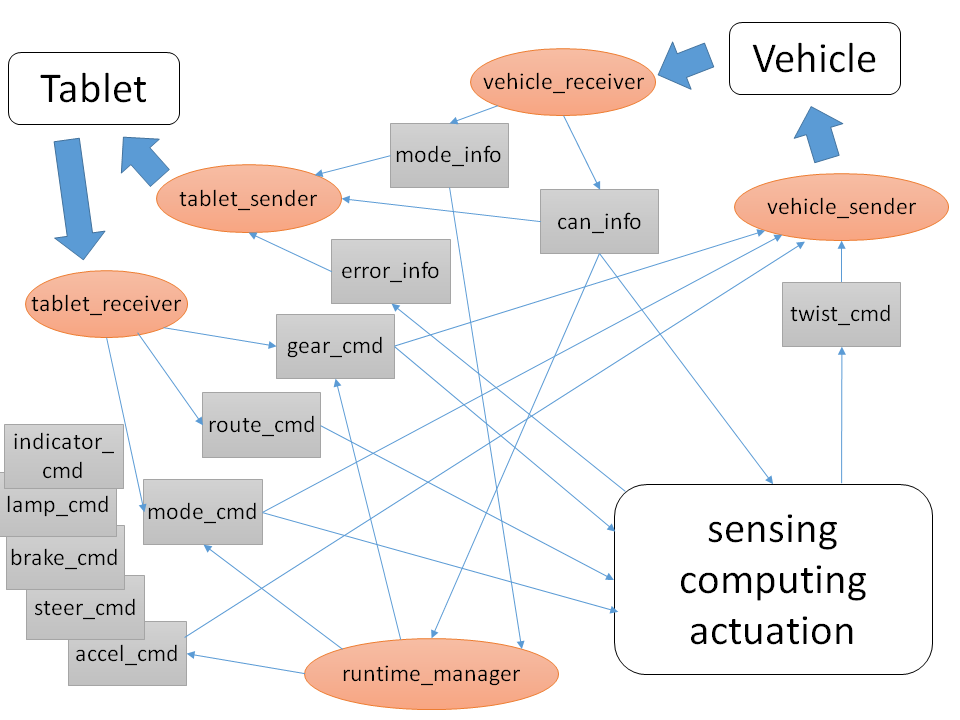 Vehicle
Tablet
vehicle_receiver
mode_info
tablet_sender
can_info
vehicle_sender
error_info
tablet_receiver
twist_cmd
gear_cmd
route_cmd
indicator_
cmd
lamp_cmd
mode_cmd
brake_cmd
steer_cmd
accel_cmd
runtime_manager
sensing
computing
actuation